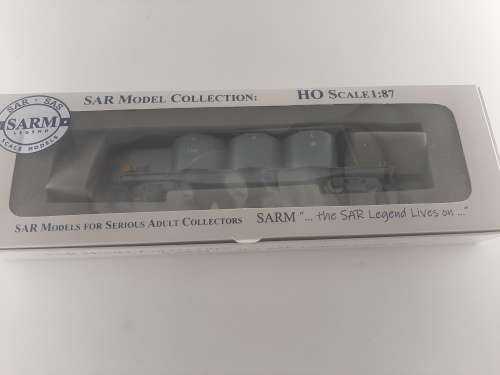 SAR MODEL COLLECTION: HO SCALE 1:87
SAR · SAS
SARM
LEGEND
SCALE MODELS
SAR MODELS FOR SERIOUS ADULT COLLECTORS SARM "... the SAR Legend Lives on ..."